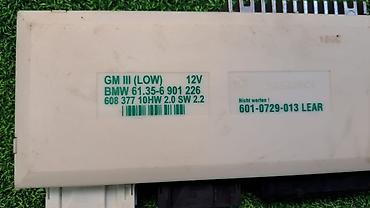 GM III (LOW) 12V
BMW 61.35-6 901 226
608 377 10HW 2.0 SW 2.2
Nicht werfen !
601-0729-013 LEAR